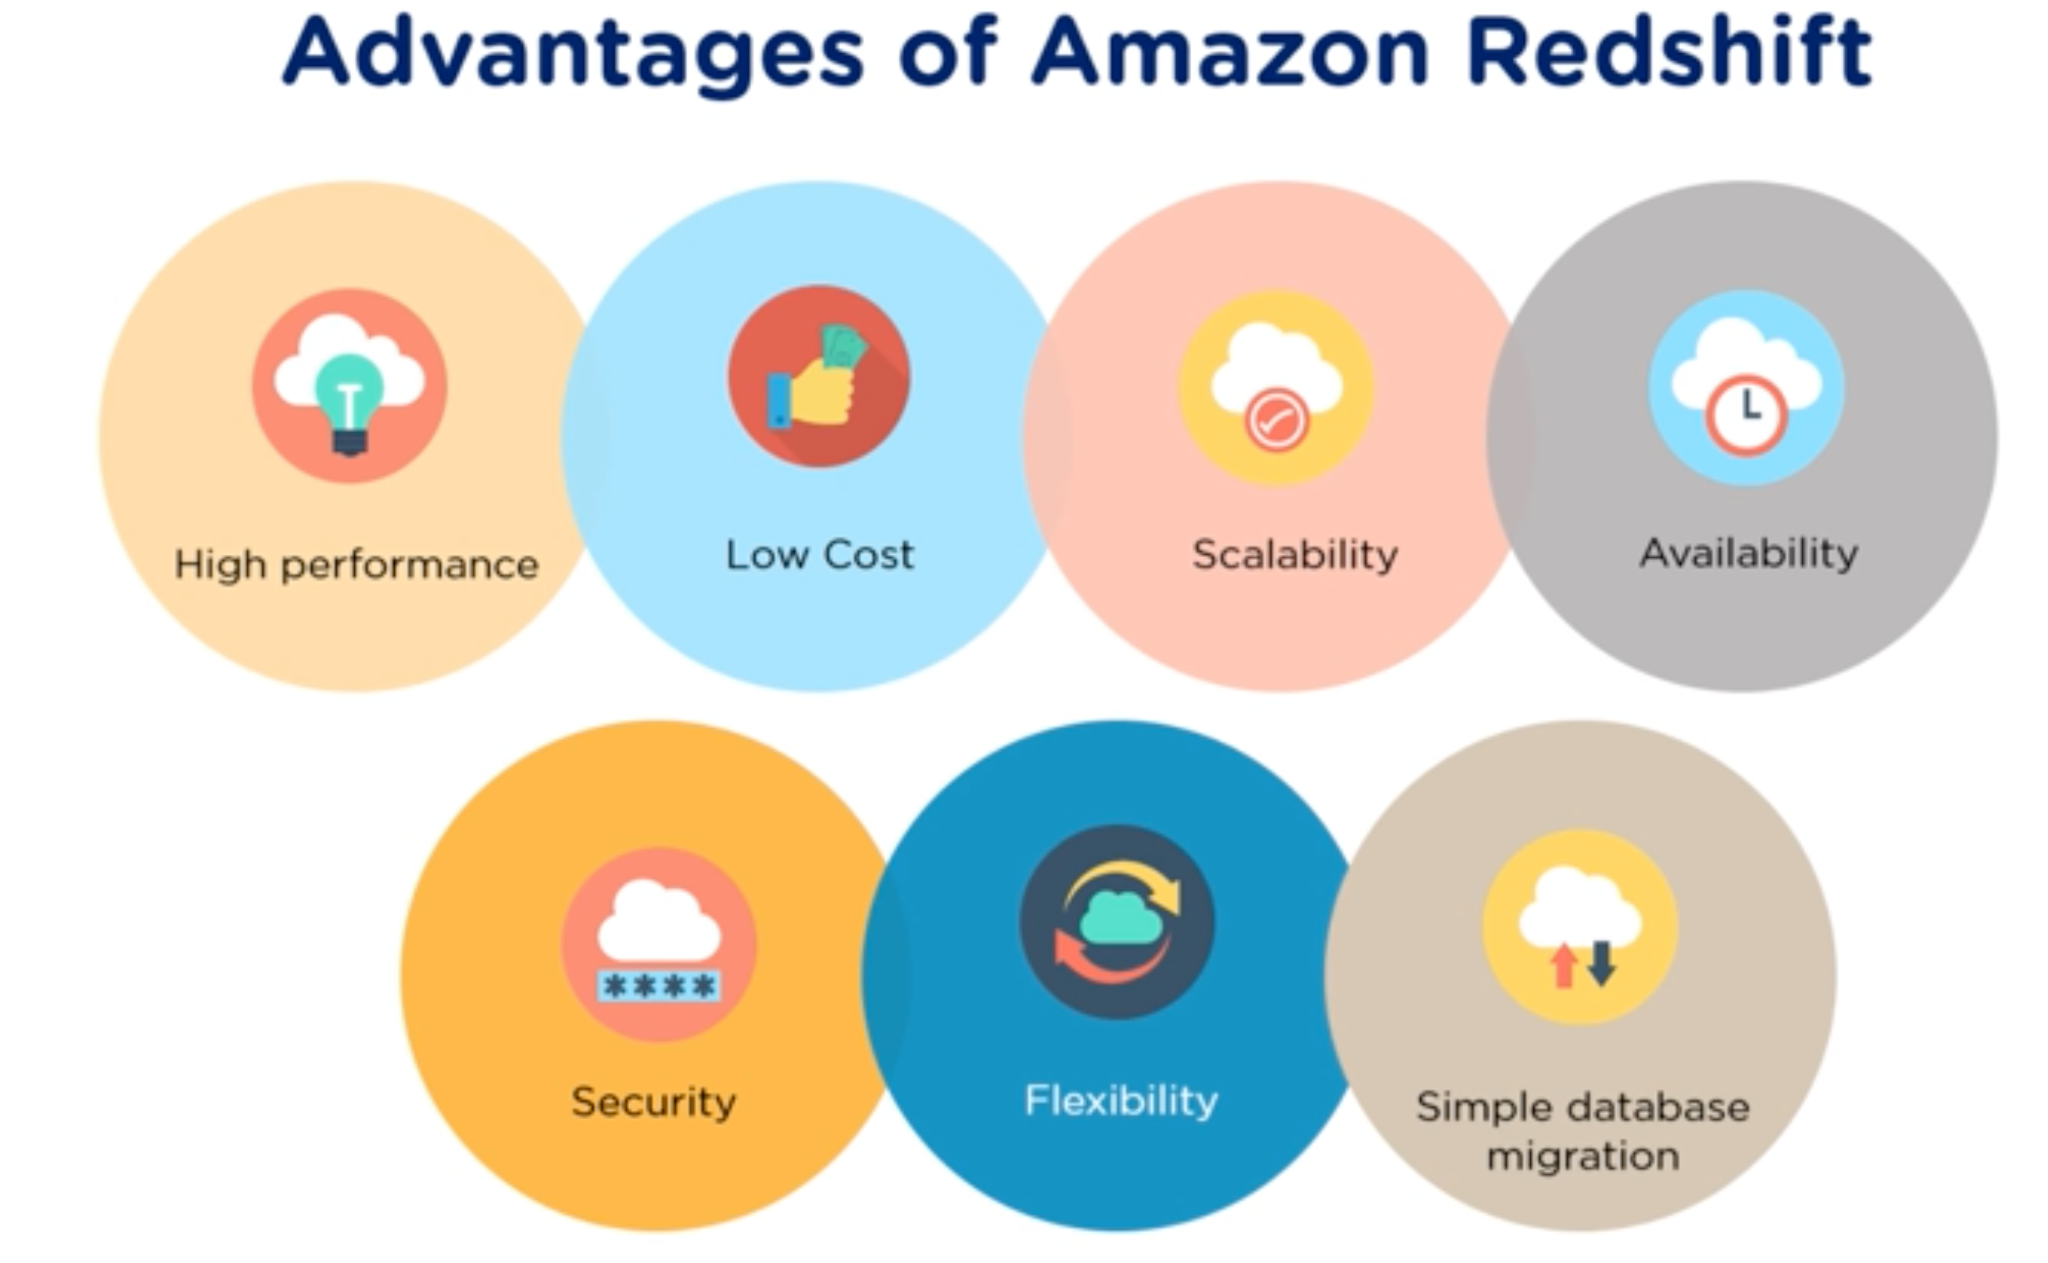 Advantages of Amazon Redshift
High performance
Low Cost
Scalability
Availability
****
Security
Flexibility
Simple database
migration